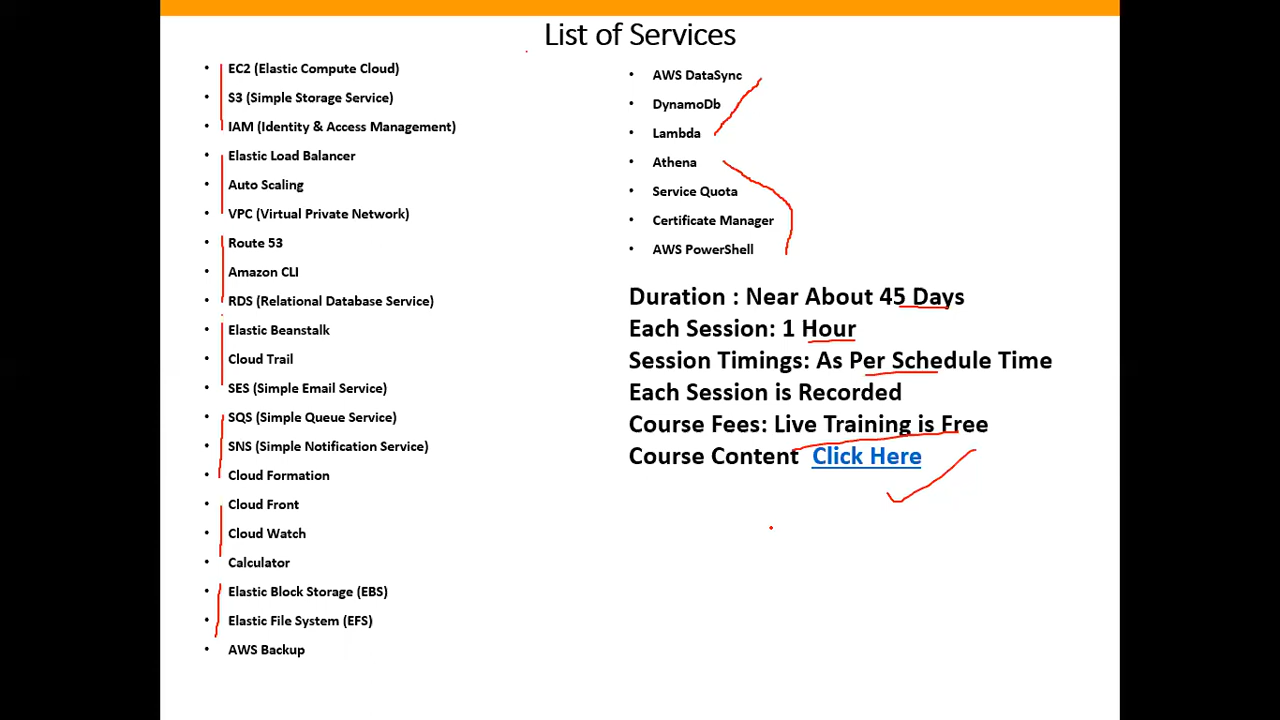 List of Services
• EC2 (Elastic Compute Cloud)
• S3 (Simple Storage Service)
• IAM (Identity & Access Management)
• Elastic Load Balancer
• Auto Scaling
• VPC (Virtual Private Network)
• Route 53
• Amazon CLI
• RDS (Relational Database Service)
• Elastic Beanstalk
• Cloud Trail
• SES (Simple Email Service)
• SQS (Simple Queue Service)
• SNS (Simple Notification Service)
• Cloud Formation
• Cloud Front
• Cloud Watch
• Calculator
• Elastic Block Storage (EBS)
• Elastic File System (EFS)
• AWS Backup
• AWS DataSync
• DynamoDb
• Lambda
• Athena
• Service Quota
• Certificate Manager
• AWS PowerShell
Duration : Near About 45 Days
Each Session: 1 Hour
Session Timings: As Per Schedule Time
Each Session is Recorded
Course Fees: Live Training is Free
Course Content Click Here